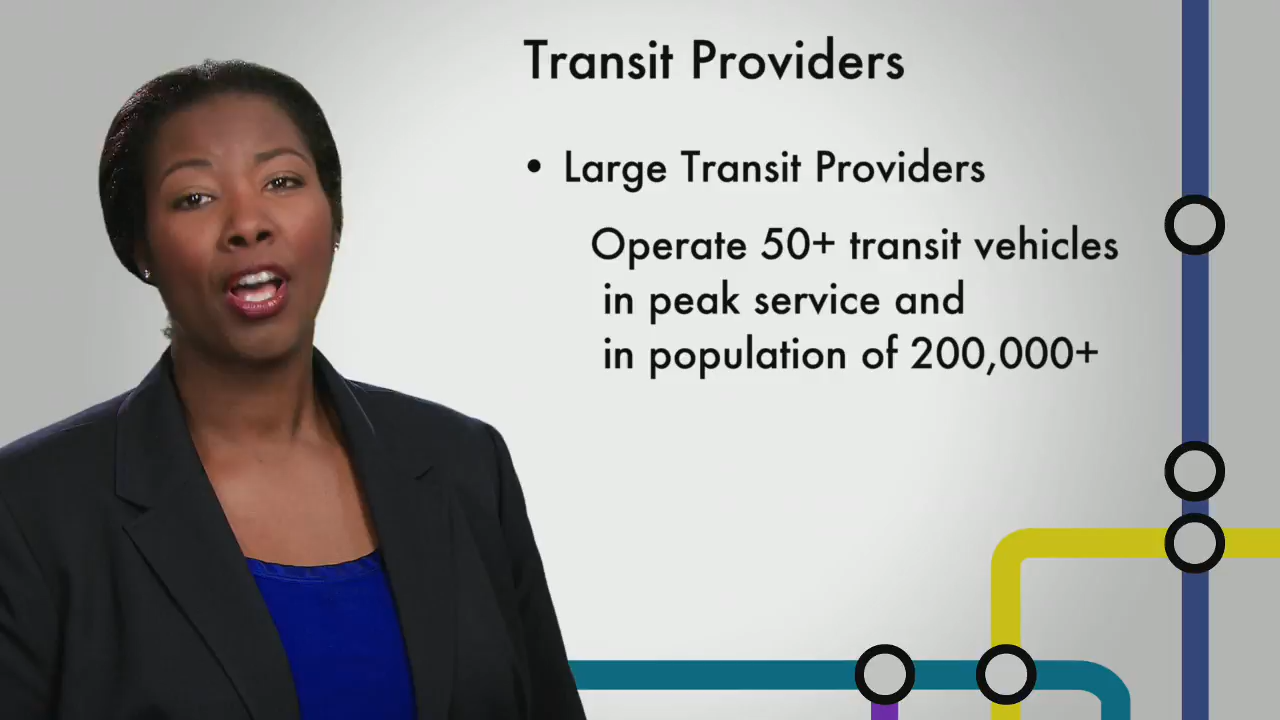 Transit Providers
• Large Transit Providers
Operate 50+ transit vehicles
in peak service and
in population of 200,000+